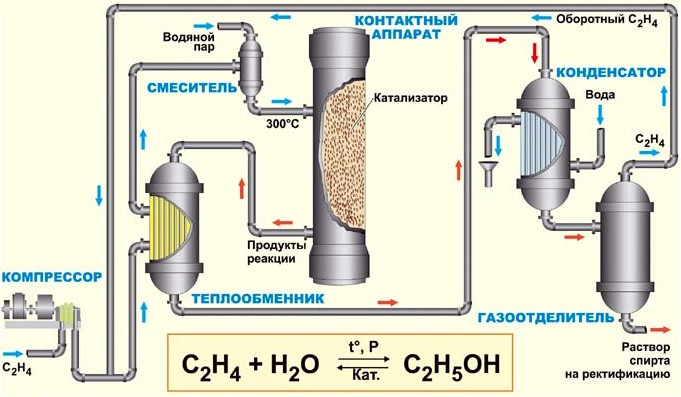 Водяной
пар
КОНТАКТНЫЙ
АППАРАТ
Оборотный C₂H₄
СМЕСИТЕЛЬ
КОНДЕНСАТОР
Катализатор
Вода
300°C
C₂H₄
Продукты
реакции
КОМПРЕССОР
ТЕПЛООБМЕННИК
ГАЗООТДЕЛИТЕЛЬ
C₂H₄
Раствор
спирта
на ректификацию
t°, P
C₂H₄ + H₂O ⇄ C₂H₅OH
Кат.